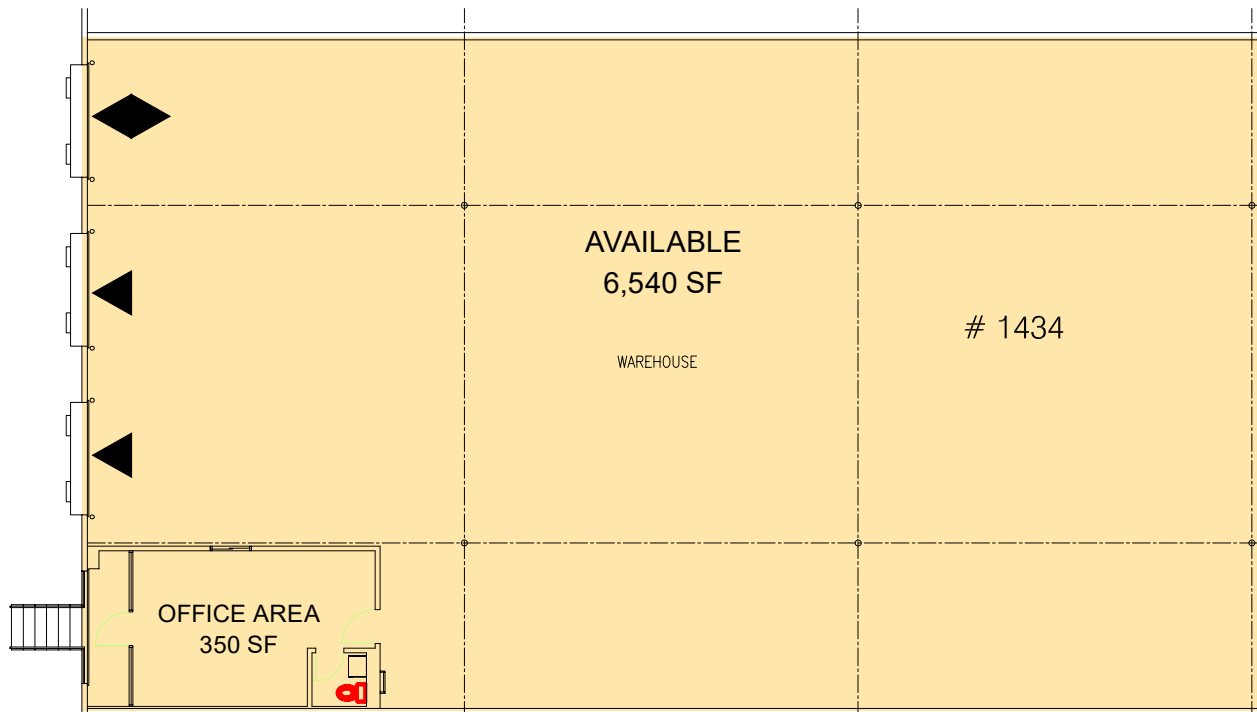 AVAILABLE
6,540 SF
# 1434
WAREHOUSE
OFFICE AREA
350 SF